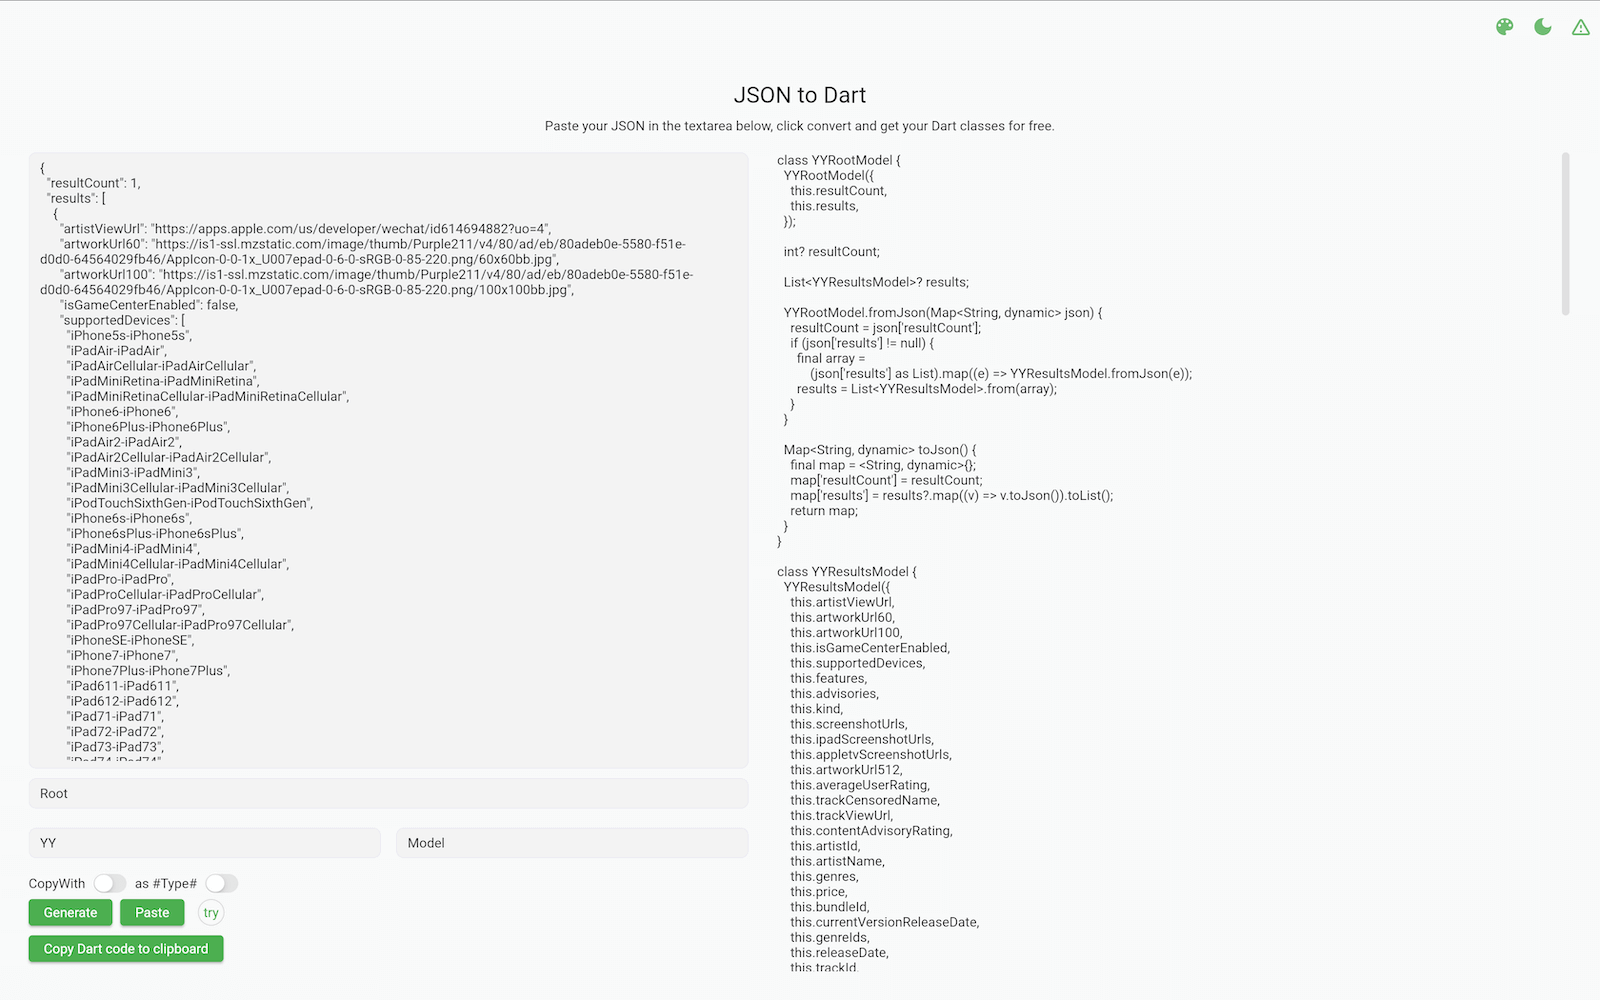 JSON to Dart
Paste your JSON in the textarea below, click convert and get your Dart classes for free.
{
"resultCount": 1,
"results": [
{
"artistViewUrl": "https://apps.apple.com/us/developer/wechat/id614694882?uo=4",
"artworkUrl60": "https://is1-ssl.mzstatic.com/image/thumb/Purple211/v4/80/ad/eb/80adeb0e-5580-f51e-
d0d0-64564029fb46/AppIcon-0-0-1x_U007epad-0-6-0-sRGB-0-85-220.png/60x60bb.jpg",
"artworkUrl100": "https://is1-ssl.mzstatic.com/image/thumb/Purple211/v4/80/ad/eb/80adeb0e-5580-f51e-
d0d0-64564029fb46/AppIcon-0-0-1x_U007epad-0-6-0-sRGB-0-85-220.png/100x100bb.jpg",
"isGameCenterEnabled": false,
"supportedDevices": [
"iPhone5s-iPhone5s",
"iPadAir-iPadAir",
"iPadAirCellular-iPadAirCellular",
"iPadMiniRetina-iPadMiniRetina",
"iPadMiniRetinaCellular-iPadMiniRetinaCellular",
"iPhone6-iPhone6",
"iPhone6Plus-iPhone6Plus",
"iPadAir2-iPadAir2",
"iPadAir2Cellular-iPadAir2Cellular",
"iPadMini3-iPadMini3",
"iPadMini3Cellular-iPadMini3Cellular",
"iPodTouchSixthGen-iPodTouchSixthGen",
"iPhone6s-iPhone6s",
"iPhone6sPlus-iPhone6sPlus",
"iPadMini4-iPadMini4",
"iPadMini4Cellular-iPadMini4Cellular",
"iPadPro-iPadPro",
"iPadProCellular-iPadProCellular",
"iPadPro97-iPadPro97",
"iPadPro97Cellular-iPadPro97Cellular",
"iPhoneSE-iPhoneSE",
"iPhone7-iPhone7",
"iPhone7Plus-iPhone7Plus",
"iPad611-iPad611",
"iPad612-iPad612",
"iPad71-iPad71",
"iPad72-iPad72",
"iPad73-iPad73",
"iPad74-iPad74",
Root
YY
Model
CopyWith
as #Type#
Generate
Paste
try
Copy Dart code to clipboard
class YYRootModel {
YYRootModel({
this.resultCount,
this.results,
});
int? resultCount;
List<YYResultsModel>? results;
YYRootModel.fromJson(Map<String, dynamic> json) {
resultCount = json['resultCount'];
if (json['results'] != null) {
final array =
(json['results'] as List).map((e) => YYResultsModel.fromJson(e));
results = List<YYResultsModel>.from(array);
}
}
Map<String, dynamic> toJson() {
final map = <String, dynamic>{};
map['resultCount'] = resultCount;
map['results'] = results?.map((v) => v.toJson()).toList();
return map;
}
}
class YYResultsModel {
YYResultsModel({
this.artistViewUrl,
this.artworkUrl60,
this.artworkUrl100,
this.isGameCenterEnabled,
this.supportedDevices,
this.features,
this.advisories,
this.kind,
this.screenshotUrls,
this.ipadScreenshotUrls,
this.appletvScreenshotUrls,
this.artworkUrl512,
this.averageUserRating,
this.trackCensoredName,
this.trackViewUrl,
this.contentAdvisoryRating,
this.artistId,
this.artistName,
this.genres,
this.price,
this.bundleId,
this.currentVersionReleaseDate,
this.genreIds,
this.releaseDate,
this.trackId,